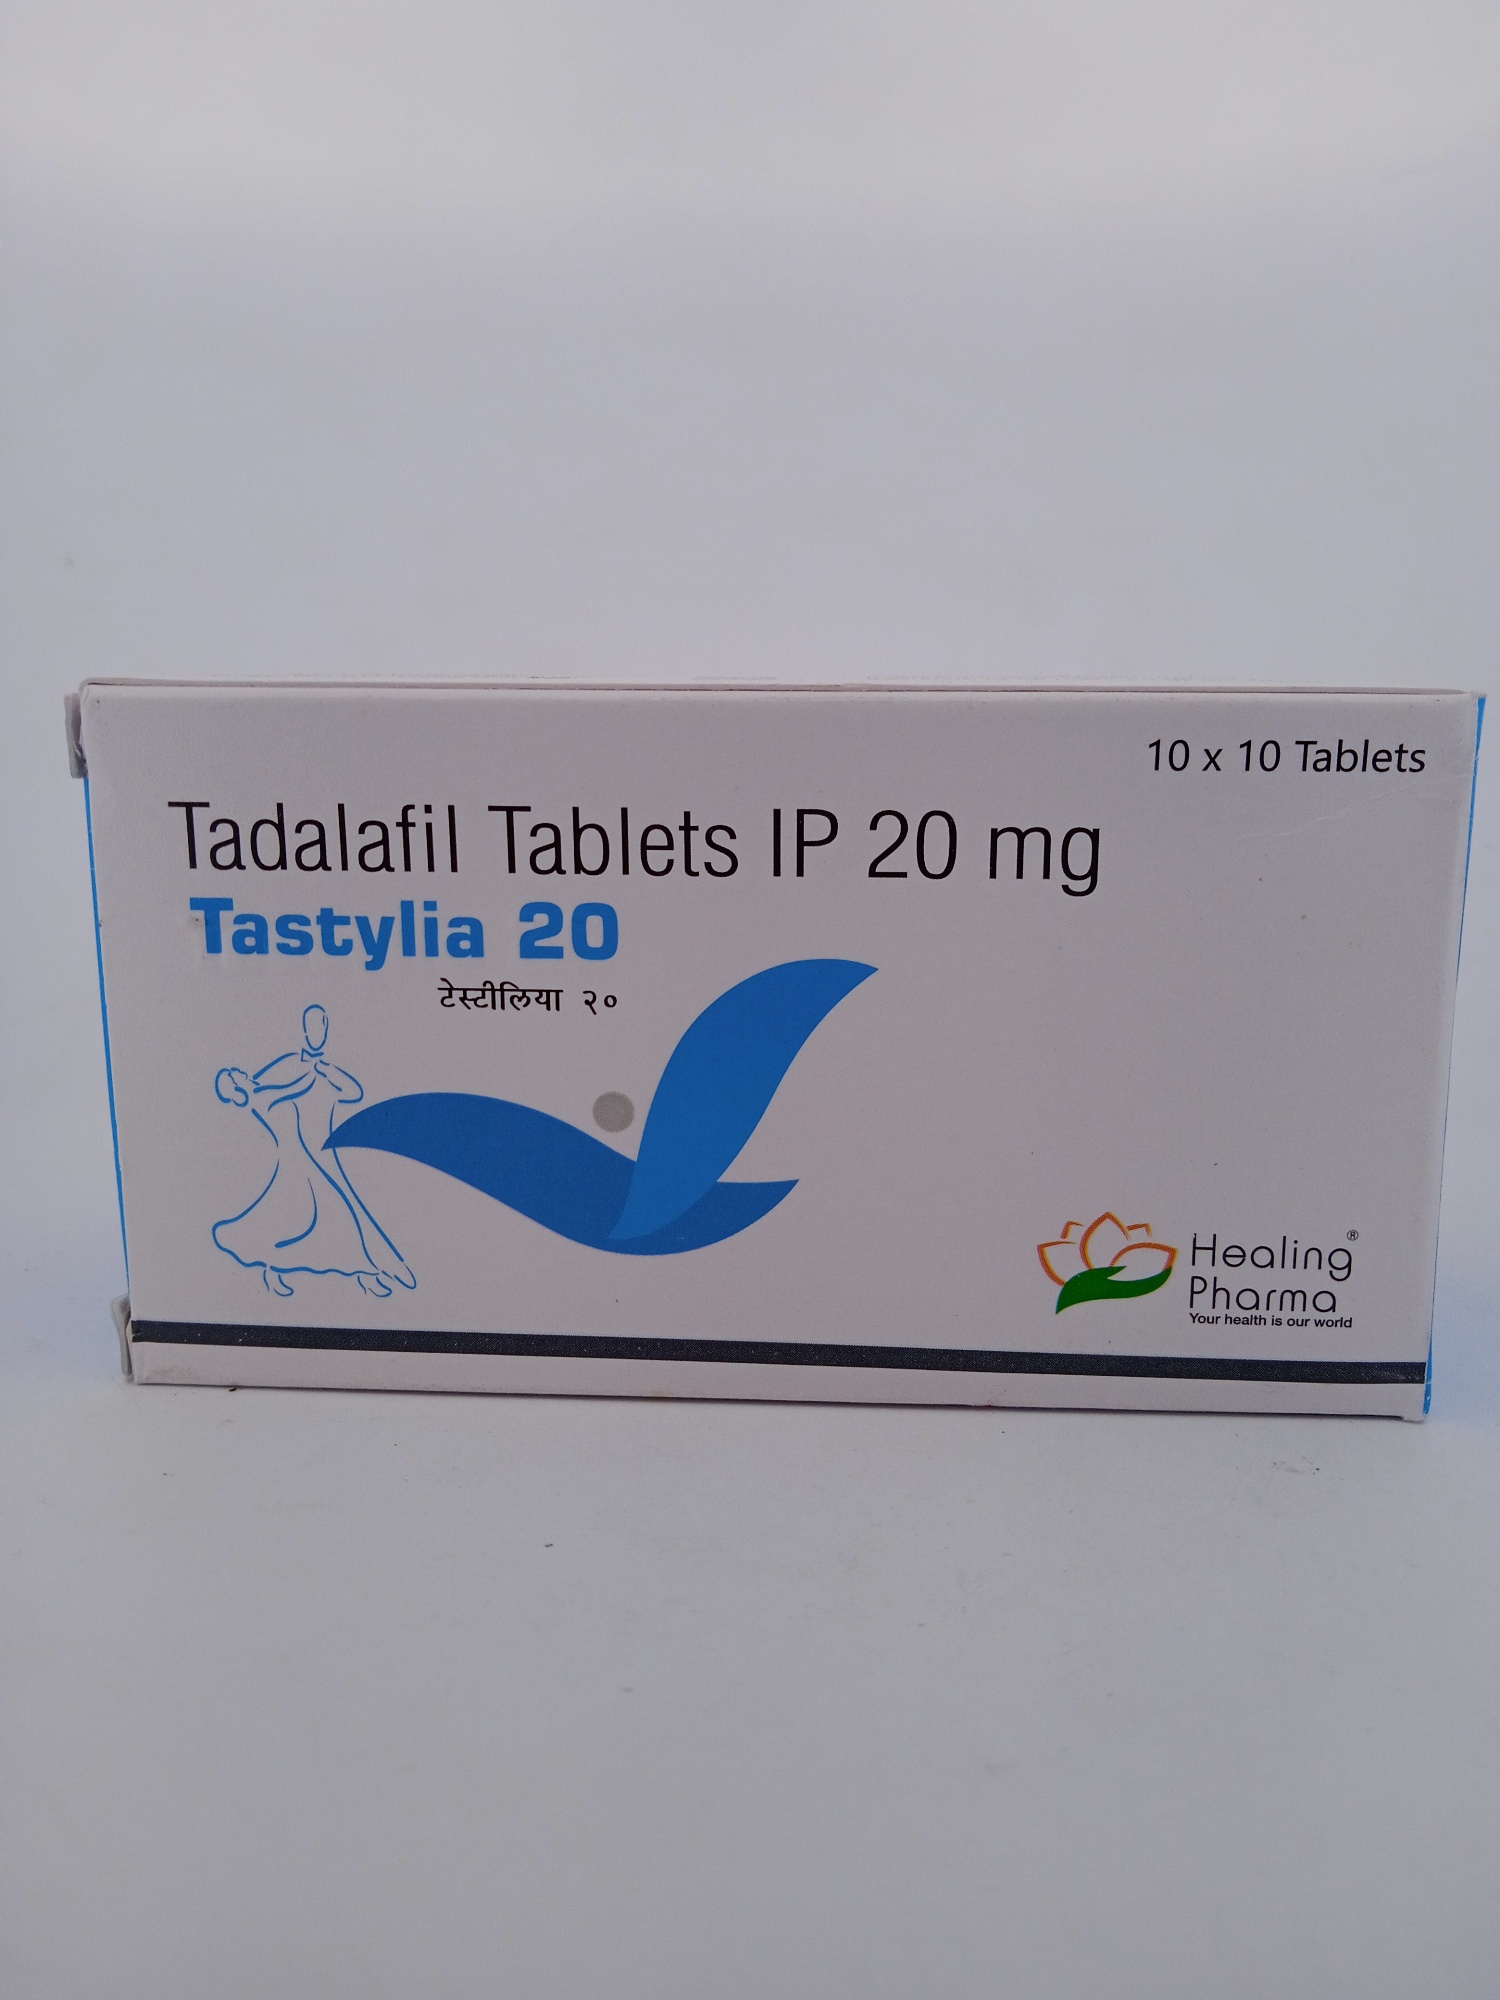 10 x 10 Tablets
Tadalafil Tablets IP 20 mg
Tastylia 20
टेस्टीलिया २०
Healing ®
Pharma
Your health is our world